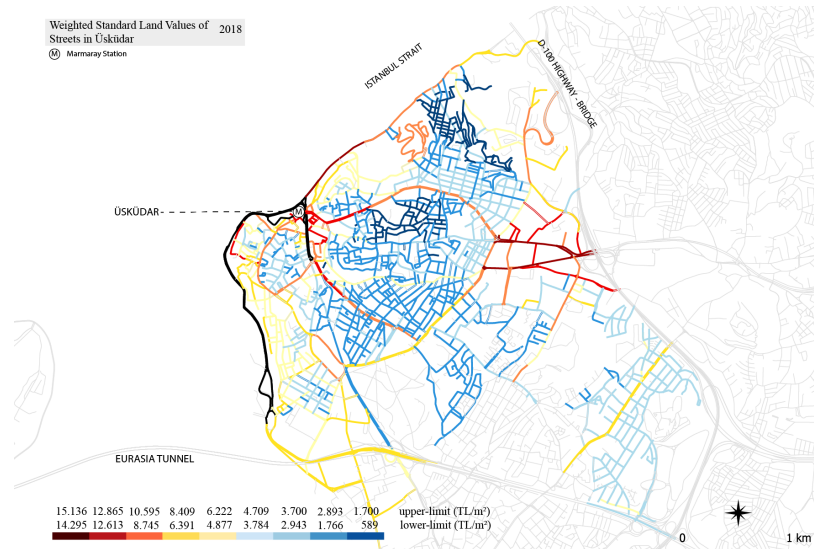 Weighted Standard Land Values of
Streets in Üsküdar
2018
M Marmaray Station
ISTANBUL STRAIT
D-100 HIGHWAY - BRIDGE
ÜSKÜDAR
M
EURASIA TUNNEL
15.136 12.865 10.595 8.409 6.222 4.709 3.700 2.893 1.700 upper-limit (TL/m²)
14.295 12.613 8.745 6.391 4.877 3.784 2.943 1.766 589 lower-limit (TL/m²)
0 1 km